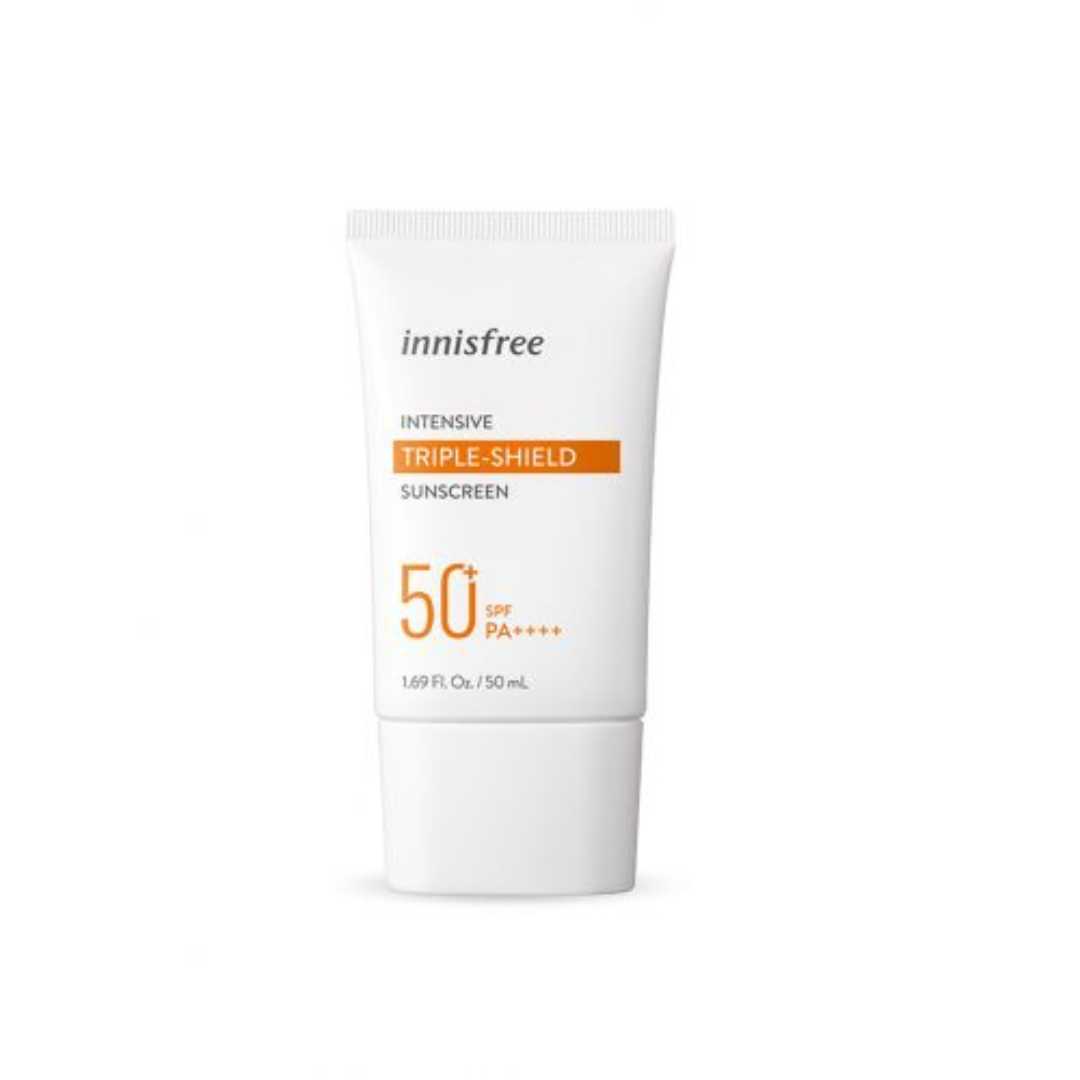 innisfree
INTENSIVE
TRIPLE-SHIELD
SUNSCREEN
50+ SPF
PA++++
1.69 Fl. Oz. / 50 mL